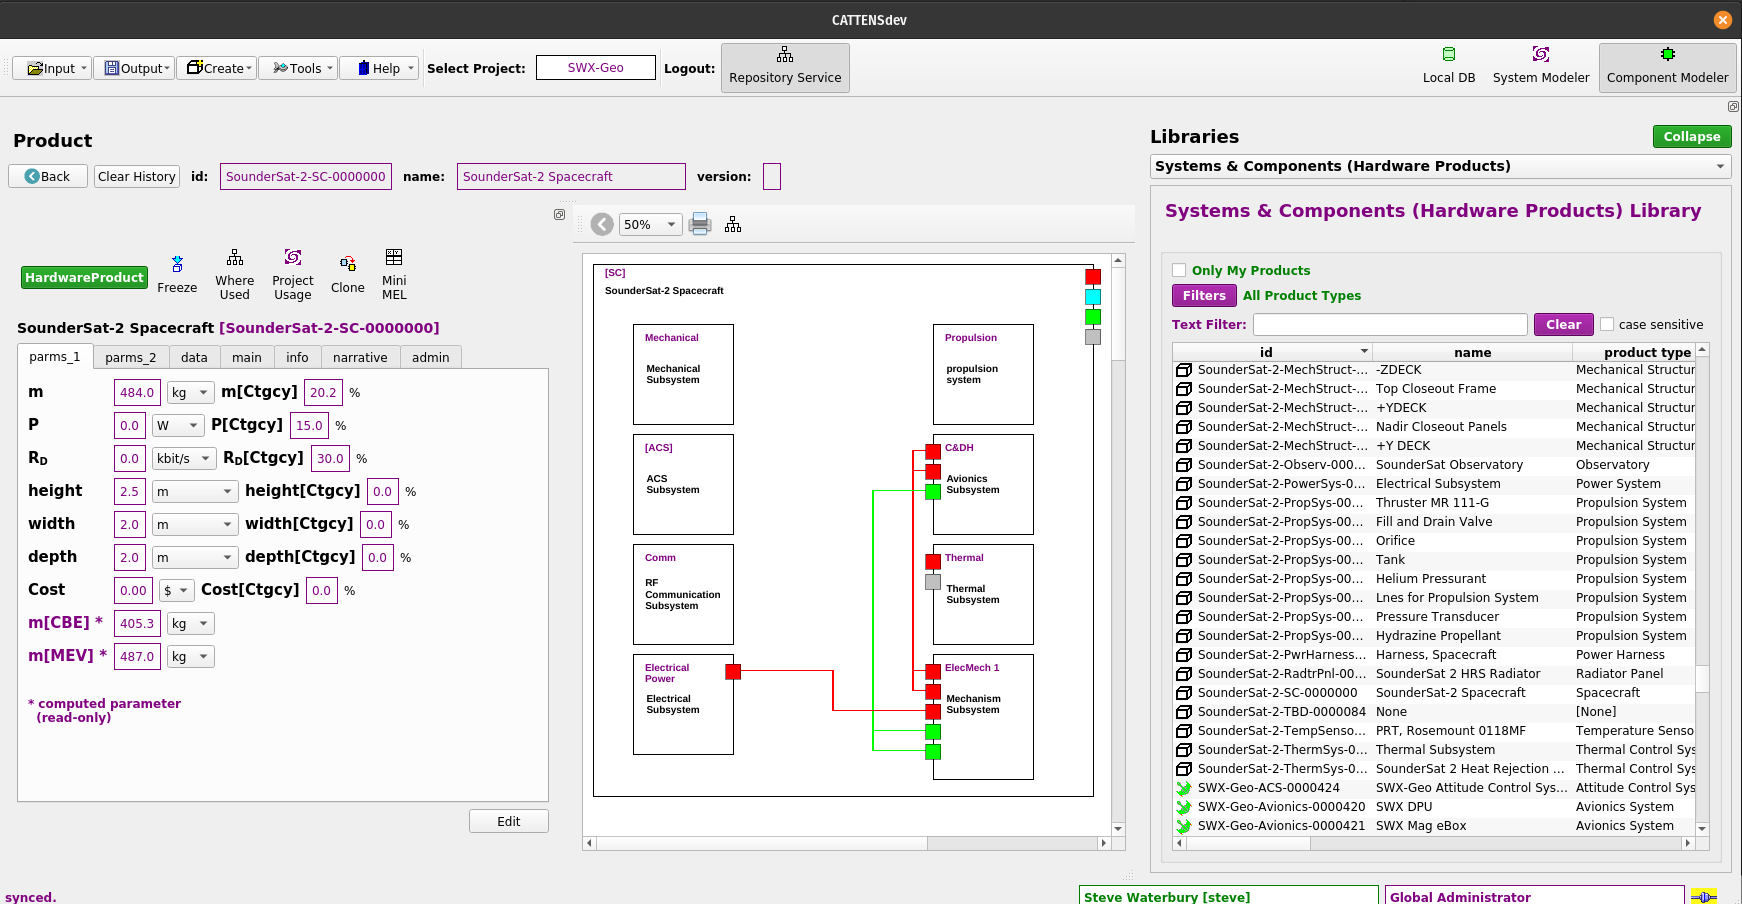 CATTENSdev
Input Output Create Tools Help Select Project: SWX-Geo Logout: Repository Service Local DB System Modeler Component Modeler
Product
Back Clear History id: SounderSat-2-SC-0000000 name: SounderSat-2 Spacecraft version:
HardwareProduct Freeze Where Used Project Usage Clone Mini MEL
SounderSat-2 Spacecraft [SounderSat-2-SC-0000000]
parms_1 parms_2 data main info narrative admin
m 484.0 kg m[Ctgcy] 20.2 %
P 0.0 W P[Ctgcy] 15.0 %
RD 0.0 kbit/s RD[Ctgcy] 30.0 %
height 2.5 m height[Ctgcy] 0.0 %
width 2.0 m width[Ctgcy] 0.0 %
depth 2.0 m depth[Ctgcy] 0.0 %
Cost 0.00 $ Cost[Ctgcy] 0.0 %
m[CBE] * 405.3 kg
m[MEV] * 487.0 kg
* computed parameter
(read-only)
Edit
50%
[SC]
SounderSat-2 Spacecraft
Mechanical
Mechanical
Subsystem
Propulsion
propulsion
system
[ACS]
ACS
Subsystem
C&DH
Avionics
Subsystem
Comm
RF
Communication
Subsystem
Thermal
Thermal
Subsystem
Electrical
Power
Electrical
Subsystem
ElecMech 1
Mechanism
Subsystem
Libraries Collapse
Systems & Components (Hardware Products)
Systems & Components (Hardware Products) Library
Only My Products
Filters All Product Types
Text Filter: Clear case sensitive
id name product type
SounderSat-2-MechStruct-... -ZDECK Mechanical Structur
SounderSat-2-MechStruct-... Top Closeout Frame Mechanical Structur
SounderSat-2-MechStruct-... +YDECK Mechanical Structur
SounderSat-2-MechStruct-... Nadir Closeout Panels Mechanical Structur
SounderSat-2-MechStruct-... +Y DECK Mechanical Structur
SounderSat-2-Observ-000... SounderSat Observatory Observatory
SounderSat-2-PowerSys-0... Electrical Subsystem Power System
SounderSat-2-PropSys-00... Thruster MR 111-G Propulsion System
SounderSat-2-PropSys-00... Fill and Drain Valve Propulsion System
SounderSat-2-PropSys-00... Orifice Propulsion System
SounderSat-2-PropSys-00... Tank Propulsion System
SounderSat-2-PropSys-00... Helium Pressurant Propulsion System
SounderSat-2-PropSys-00... Lnes for Propulsion System Propulsion System
SounderSat-2-PropSys-00... Pressure Transducer Propulsion System
SounderSat-2-PropSys-00... Hydrazine Propellant Propulsion System
SounderSat-2-PwrHarness... Harness, Spacecraft Power Harness
SounderSat-2-RadtrPnl-00... SounderSat 2 HRS Radiator Radiator Panel
SounderSat-2-SC-0000000 SounderSat-2 Spacecraft Spacecraft
SounderSat-2-TBD-0000084 None [None]
SounderSat-2-TempSenso... PRT, Rosemount 0118MF Temperature Senso
SounderSat-2-ThermSys-0... Thermal Subsystem Thermal Control Sys
SounderSat-2-ThermSys-0... SounderSat 2 Heat Rejection ... Thermal Control Sys
SWX-Geo-ACS-0000424 SWX-Geo Attitude Control Sys... Attitude Control Sys
SWX-Geo-Avionics-0000420 SWX DPU Avionics System
SWX-Geo-Avionics-0000421 SWX Mag eBox Avionics System
synced. Steve Waterbury [steve] Global Administrator